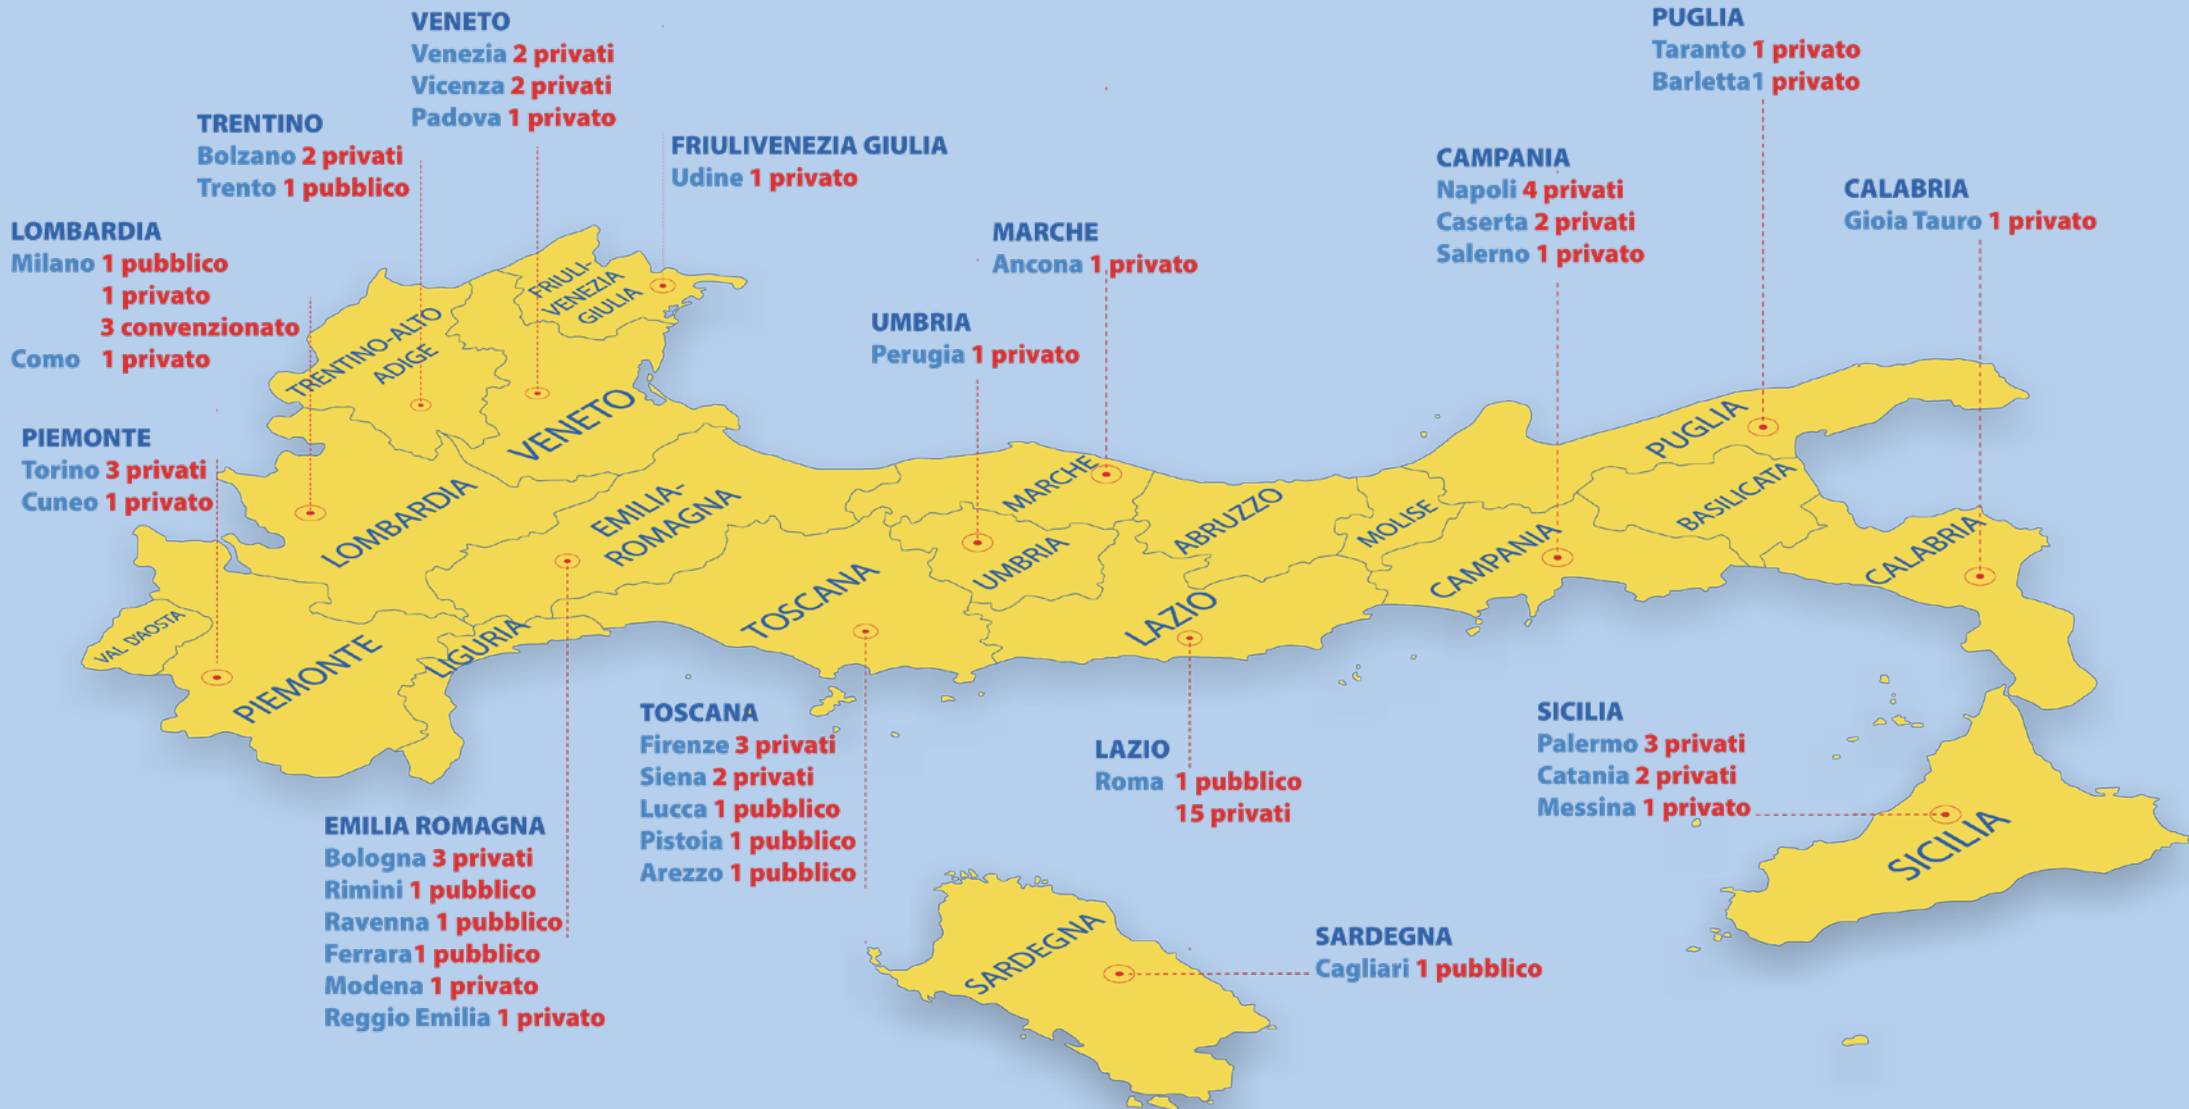 VENETO
Venezia 2 privati
Vicenza 2 privati
Padova 1 privato
PUGLIA
Taranto 1 privato
Barletta1 privato
TRENTINO
Bolzano 2 privati
Trento 1 pubblico
FRIULIVENEZIA GIULIA
Udine 1 privato
CAMPANIA
Napoli 4 privati
Caserta 2 privati
Salerno 1 privato
CALABRIA
Gioia Tauro 1 privato
LOMBARDIA
Milano 1 pubblico
1 privato
3 convenzionato
Como 1 privato
MARCHE
Ancona 1 privato
UMBRIA
Perugia 1 privato
PIEMONTE
Torino 3 privati
Cuneo 1 privato
FRIULI-
VENEZIA
GIULIA
TRENTINO-ALTO
ADIGE
VENETO
LOMBARDIA
EMILIA-
ROMAGNA
MARCHE
UMBRIA
ABRUZZO
MOLISE
CAMPANIA
PUGLIA
BASILICATA
CALABRIA
VAL D'AOSTA
PIEMONTE
LIGURIA
TOSCANA
LAZIO
TOSCANA
Firenze 3 privati
Siena 2 privati
Lucca 1 pubblico
Pistoia 1 pubblico
Arezzo 1 pubblico
LAZIO
Roma 1 pubblico
15 privati
SICILIA
Palermo 3 privati
Catania 2 privati
Messina 1 privato
SICILIA
EMILIA ROMAGNA
Bologna 3 privati
Rimini 1 pubblico
Ravenna 1 pubblico
Ferrara1 pubblico
Modena 1 privato
Reggio Emilia 1 privato
SARDEGNA
SARDEGNA
Cagliari 1 pubblico